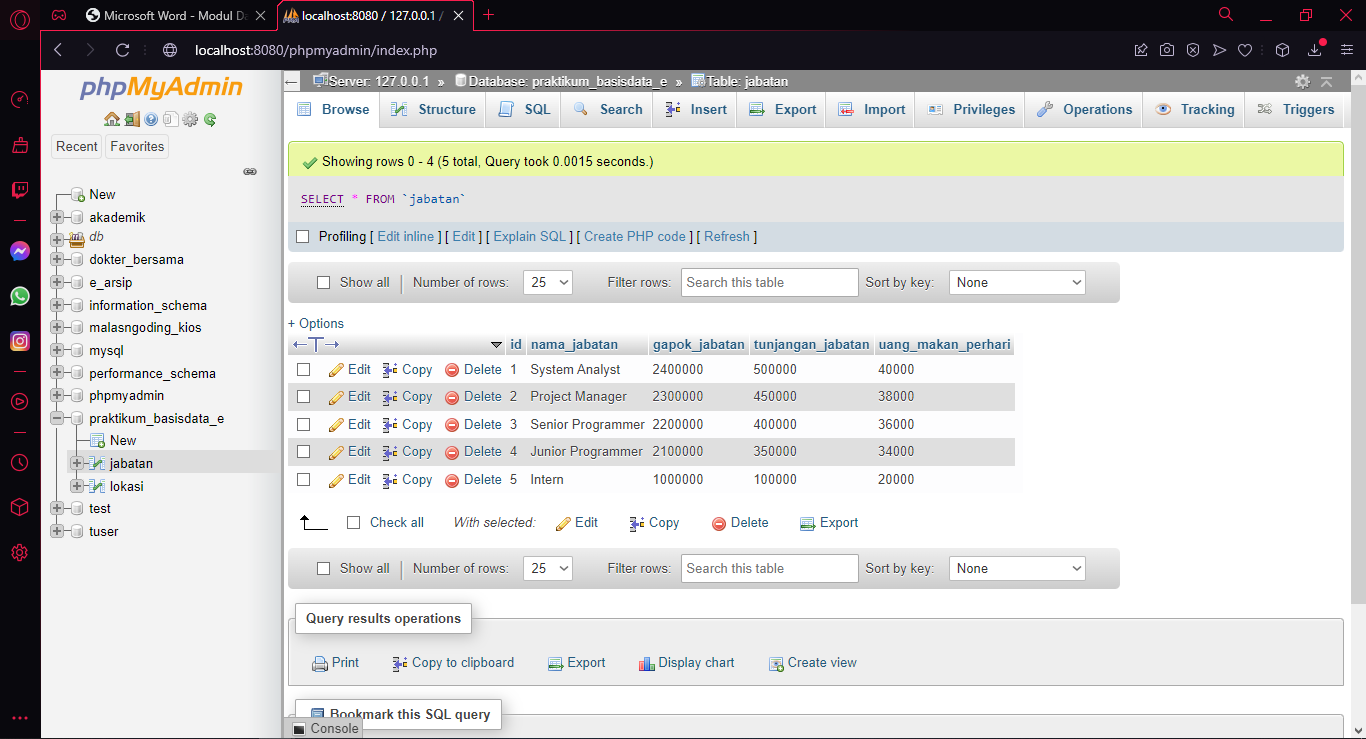 Microsoft Word - Modul Da
localhost:8080 / 127.0.0.1 /
localhost:8080/phpmyadmin/index.php
phpMyAdmin
Recent Favorites
New
akademik
db
dokter_bersama
e_arsip
information_schema
malasngoding_kios
mysql
performance_schema
phpmyadmin
praktikum_basisdata_e
New
jabatan
lokasi
test
tuser
Server: 127.0.0.1 » Database: praktikum_basisdata_e » Table: jabatan
Browse Structure SQL Search Insert Export Import Privileges Operations Tracking Triggers
Showing rows 0 - 4 (5 total, Query took 0.0015 seconds.)
SELECT * FROM `jabatan`
Profiling [ Edit inline ] [ Edit ] [ Explain SQL ] [ Create PHP code ] [ Refresh ]
Show all | Number of rows: 25 Filter rows: Search this table Sort by key: None
+ Options
←T→ id nama_jabatan gapok_jabatan tunjangan_jabatan uang_makan_perhari
Edit Copy Delete 1 System Analyst 2400000 500000 40000
Edit Copy Delete 2 Project Manager 2300000 450000 38000
Edit Copy Delete 3 Senior Programmer 2200000 400000 36000
Edit Copy Delete 4 Junior Programmer 2100000 350000 34000
Edit Copy Delete 5 Intern 1000000 100000 20000
Check all With selected: Edit Copy Delete Export
Show all | Number of rows: 25 Filter rows: Search this table Sort by key: None
Query results operations
Print Copy to clipboard Export Display chart Create view
Bookmark this SQL query
Console